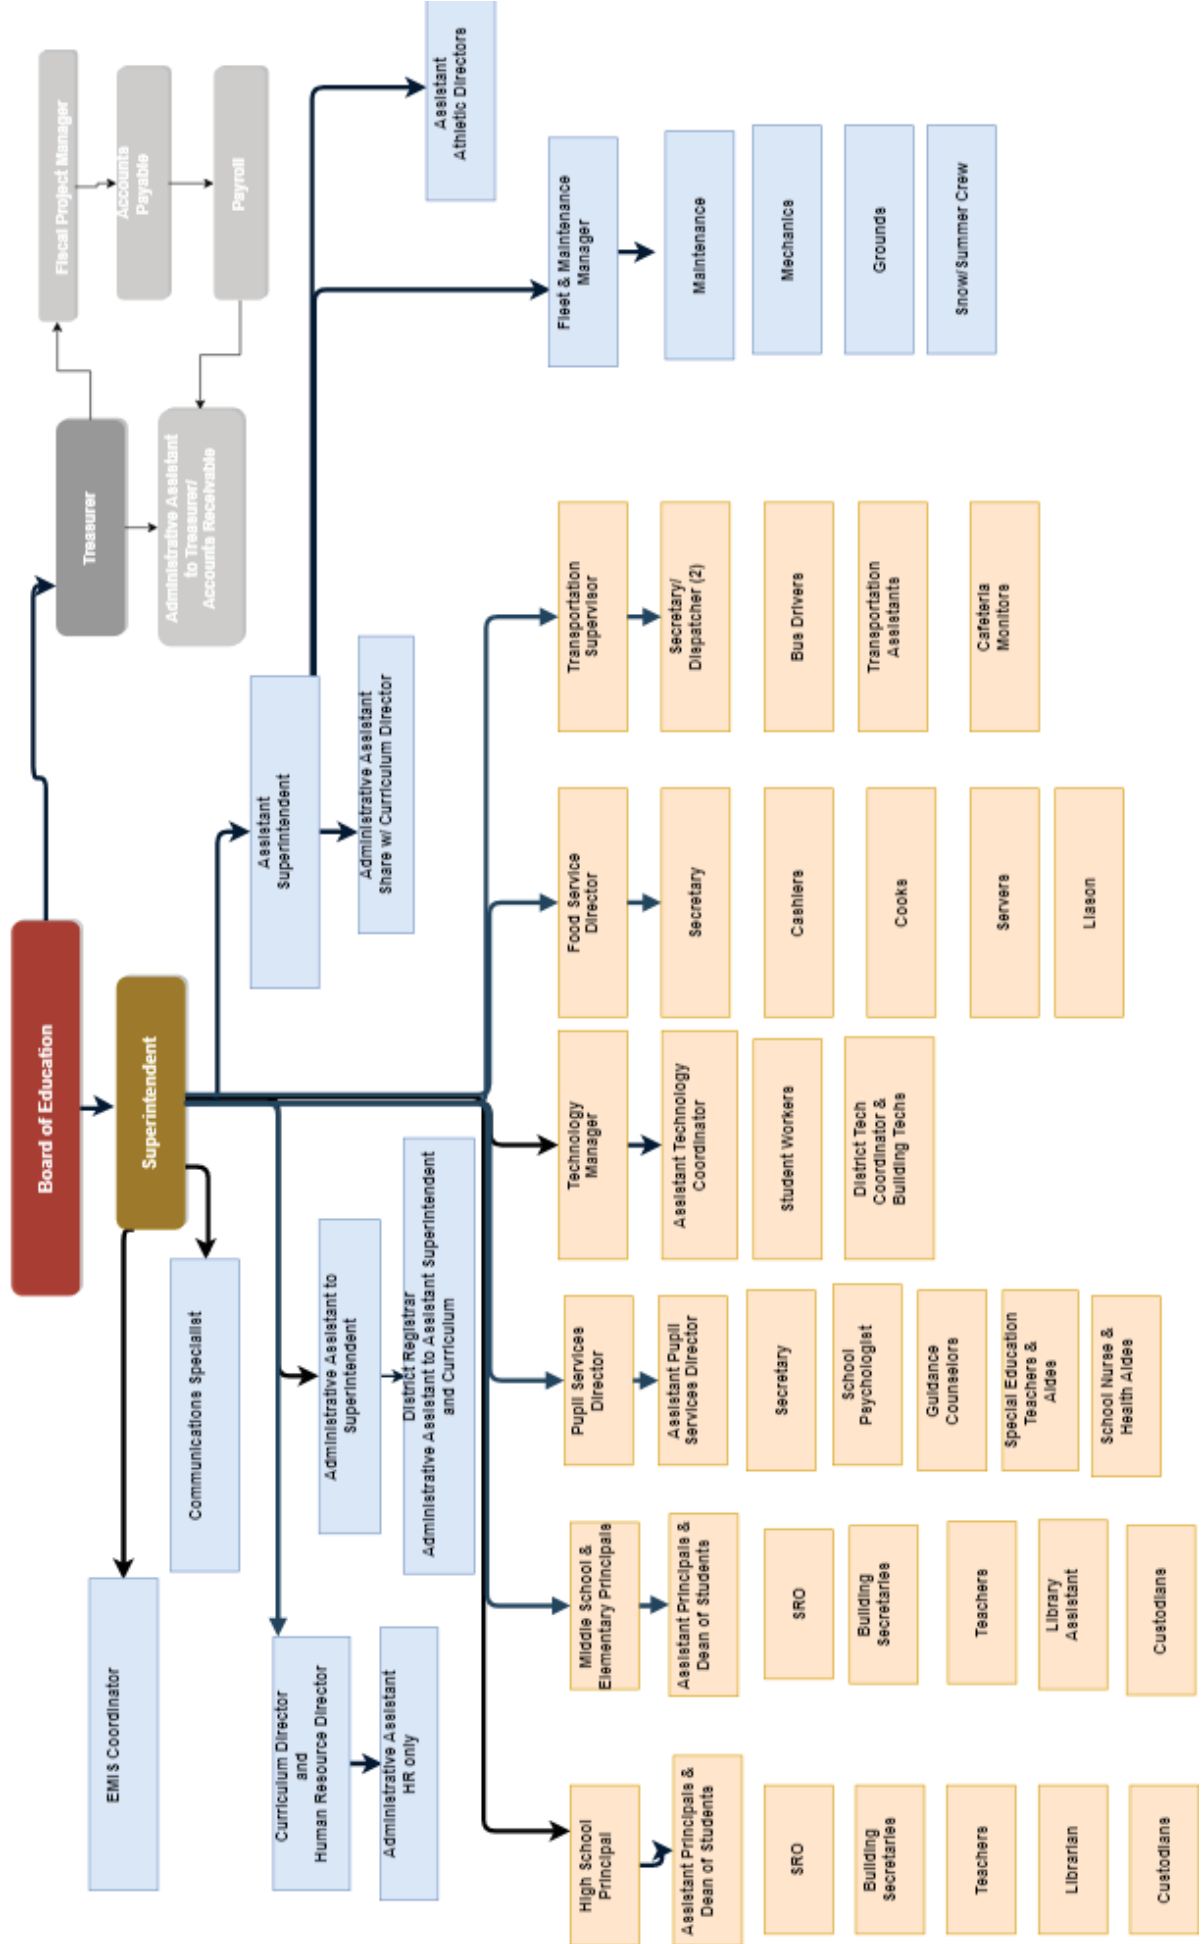 Board of Education
Superintendent
Treasurer
Fiscal Project Manager
Accounts
Payable
Payroll
Administrative Assistant
to Treasurer/
Accounts Receivable
EMIS Coordinator
Communications Specialist
Curriculum Director
and
Human Resource Director
Administrative Assistant
HR only
Administrative Assistant to
Superintendent
District Registrar
Administrative Assistant to Assistant Superintendent
and Curriculum
Assistant
Superintendent
Administrative Assistant
Share w/ Curriculum Director
Assistant
Athletic Directors
Fleet & Maintenance
Manager
Maintenance
Mechanics
Grounds
Snow/Summer Crew
High School
Principal
Assistant Principals &
Dean of Students
SRO
Building
Secretaries
Teachers
Librarian
Custodians
Middle School &
Elementary Principals
Assistant Principals &
Dean of Students
SRO
Building
Secretaries
Teachers
Library
Assistant
Custodians
Pupil Services
Director
Assistant Pupil
Services Director
Secretary
School
Psychologist
Guidance
Counselors
Special Education
Teachers &
Aides
School Nurse &
Health Aides
Technology
Manager
Assistant Technology
Coordinator
Student Workers
District Tech
Coordinator &
Building Techs
Food Service
Director
Secretary
Cashiers
Cooks
Servers
Liason
Transportation
Supervisor
Secretary/
Dispatcher (2)
Bus Drivers
Transportation
Assistants
Cafeteria
Monitors